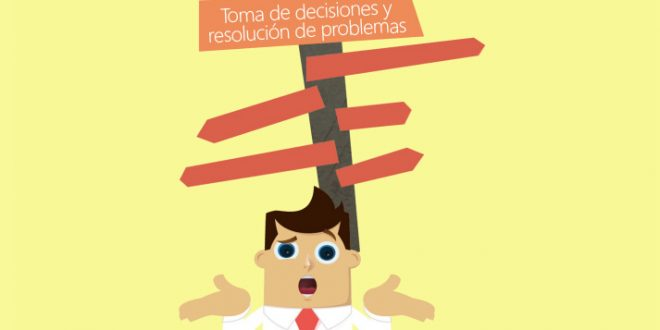 Toma de decisiones y
resolución de problemas